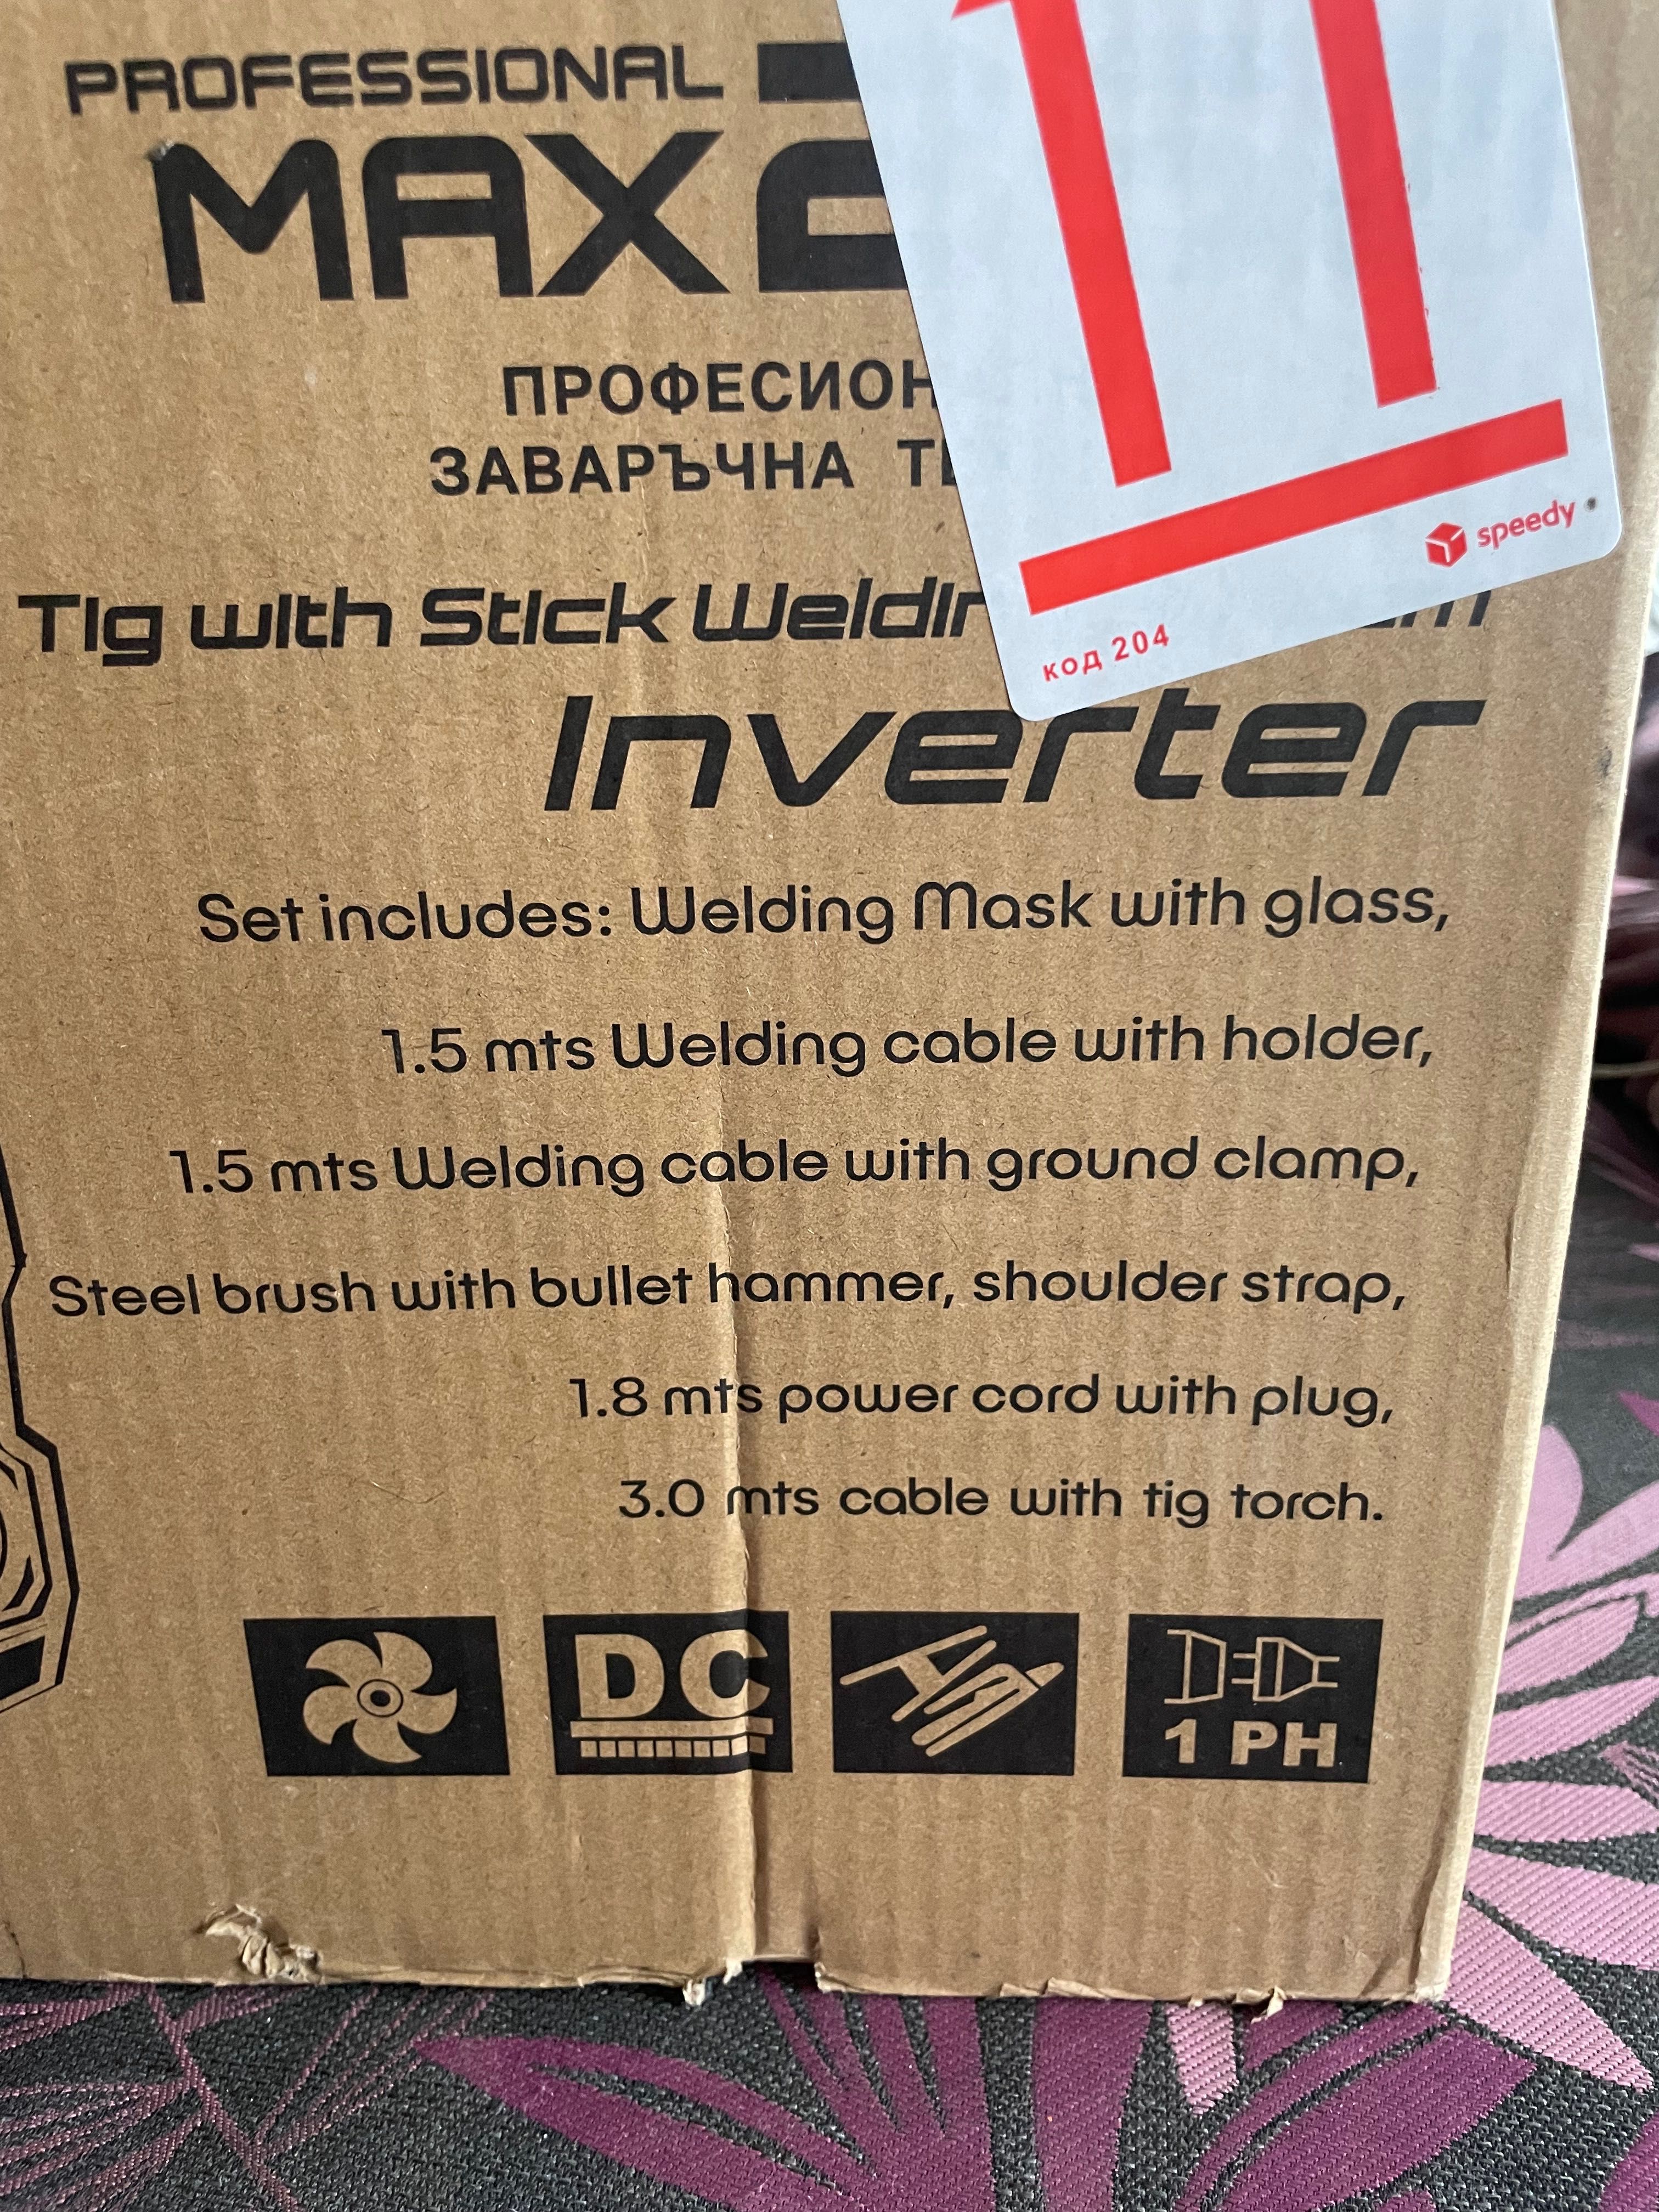 PROFESSIONAL
MAX
ЗАВАРЪЧНА
Tig with Stick
Inverter
Set includes: Welding Mask with glass,
1.5 mts Welding cable with holder,
1.5 mts Welding cable with ground clamp,
Steel brush with bullet hammer, shoulder strap,
1.8 mts power cord with plug,
3.0 mts cable with tig torch.
DC
1 PH
speedy
код 204